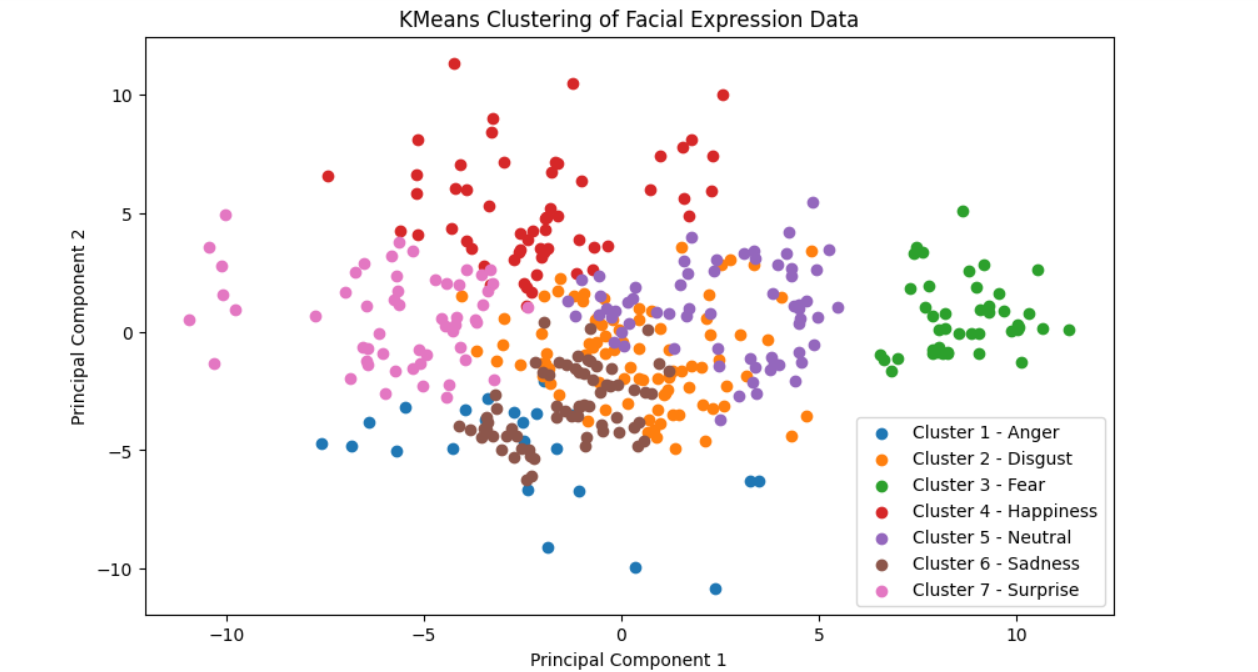 KMeans Clustering of Facial Expression Data
10
5
0
−5
−10
Principal Component 2
Cluster 1 - Anger
Cluster 2 - Disgust
Cluster 3 - Fear
Cluster 4 - Happiness
Cluster 5 - Neutral
Cluster 6 - Sadness
Cluster 7 - Surprise
−10 −5 0 5 10
Principal Component 1